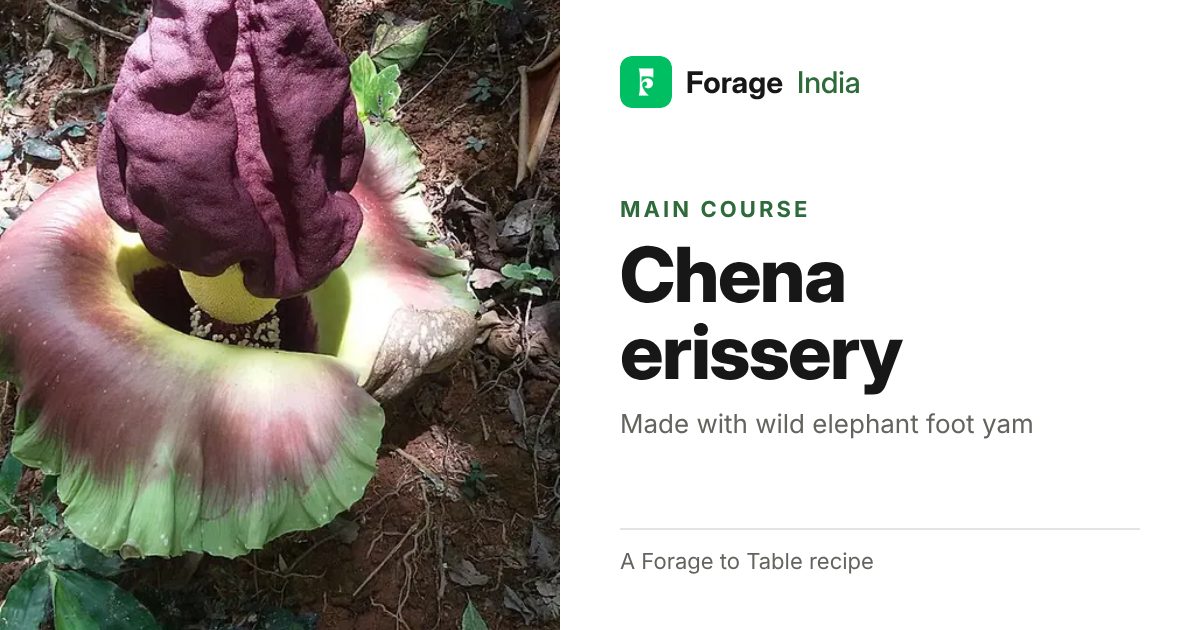 Forage India
MAIN COURSE
Chena
erissery
Made with wild elephant foot yam
A Forage to Table recipe